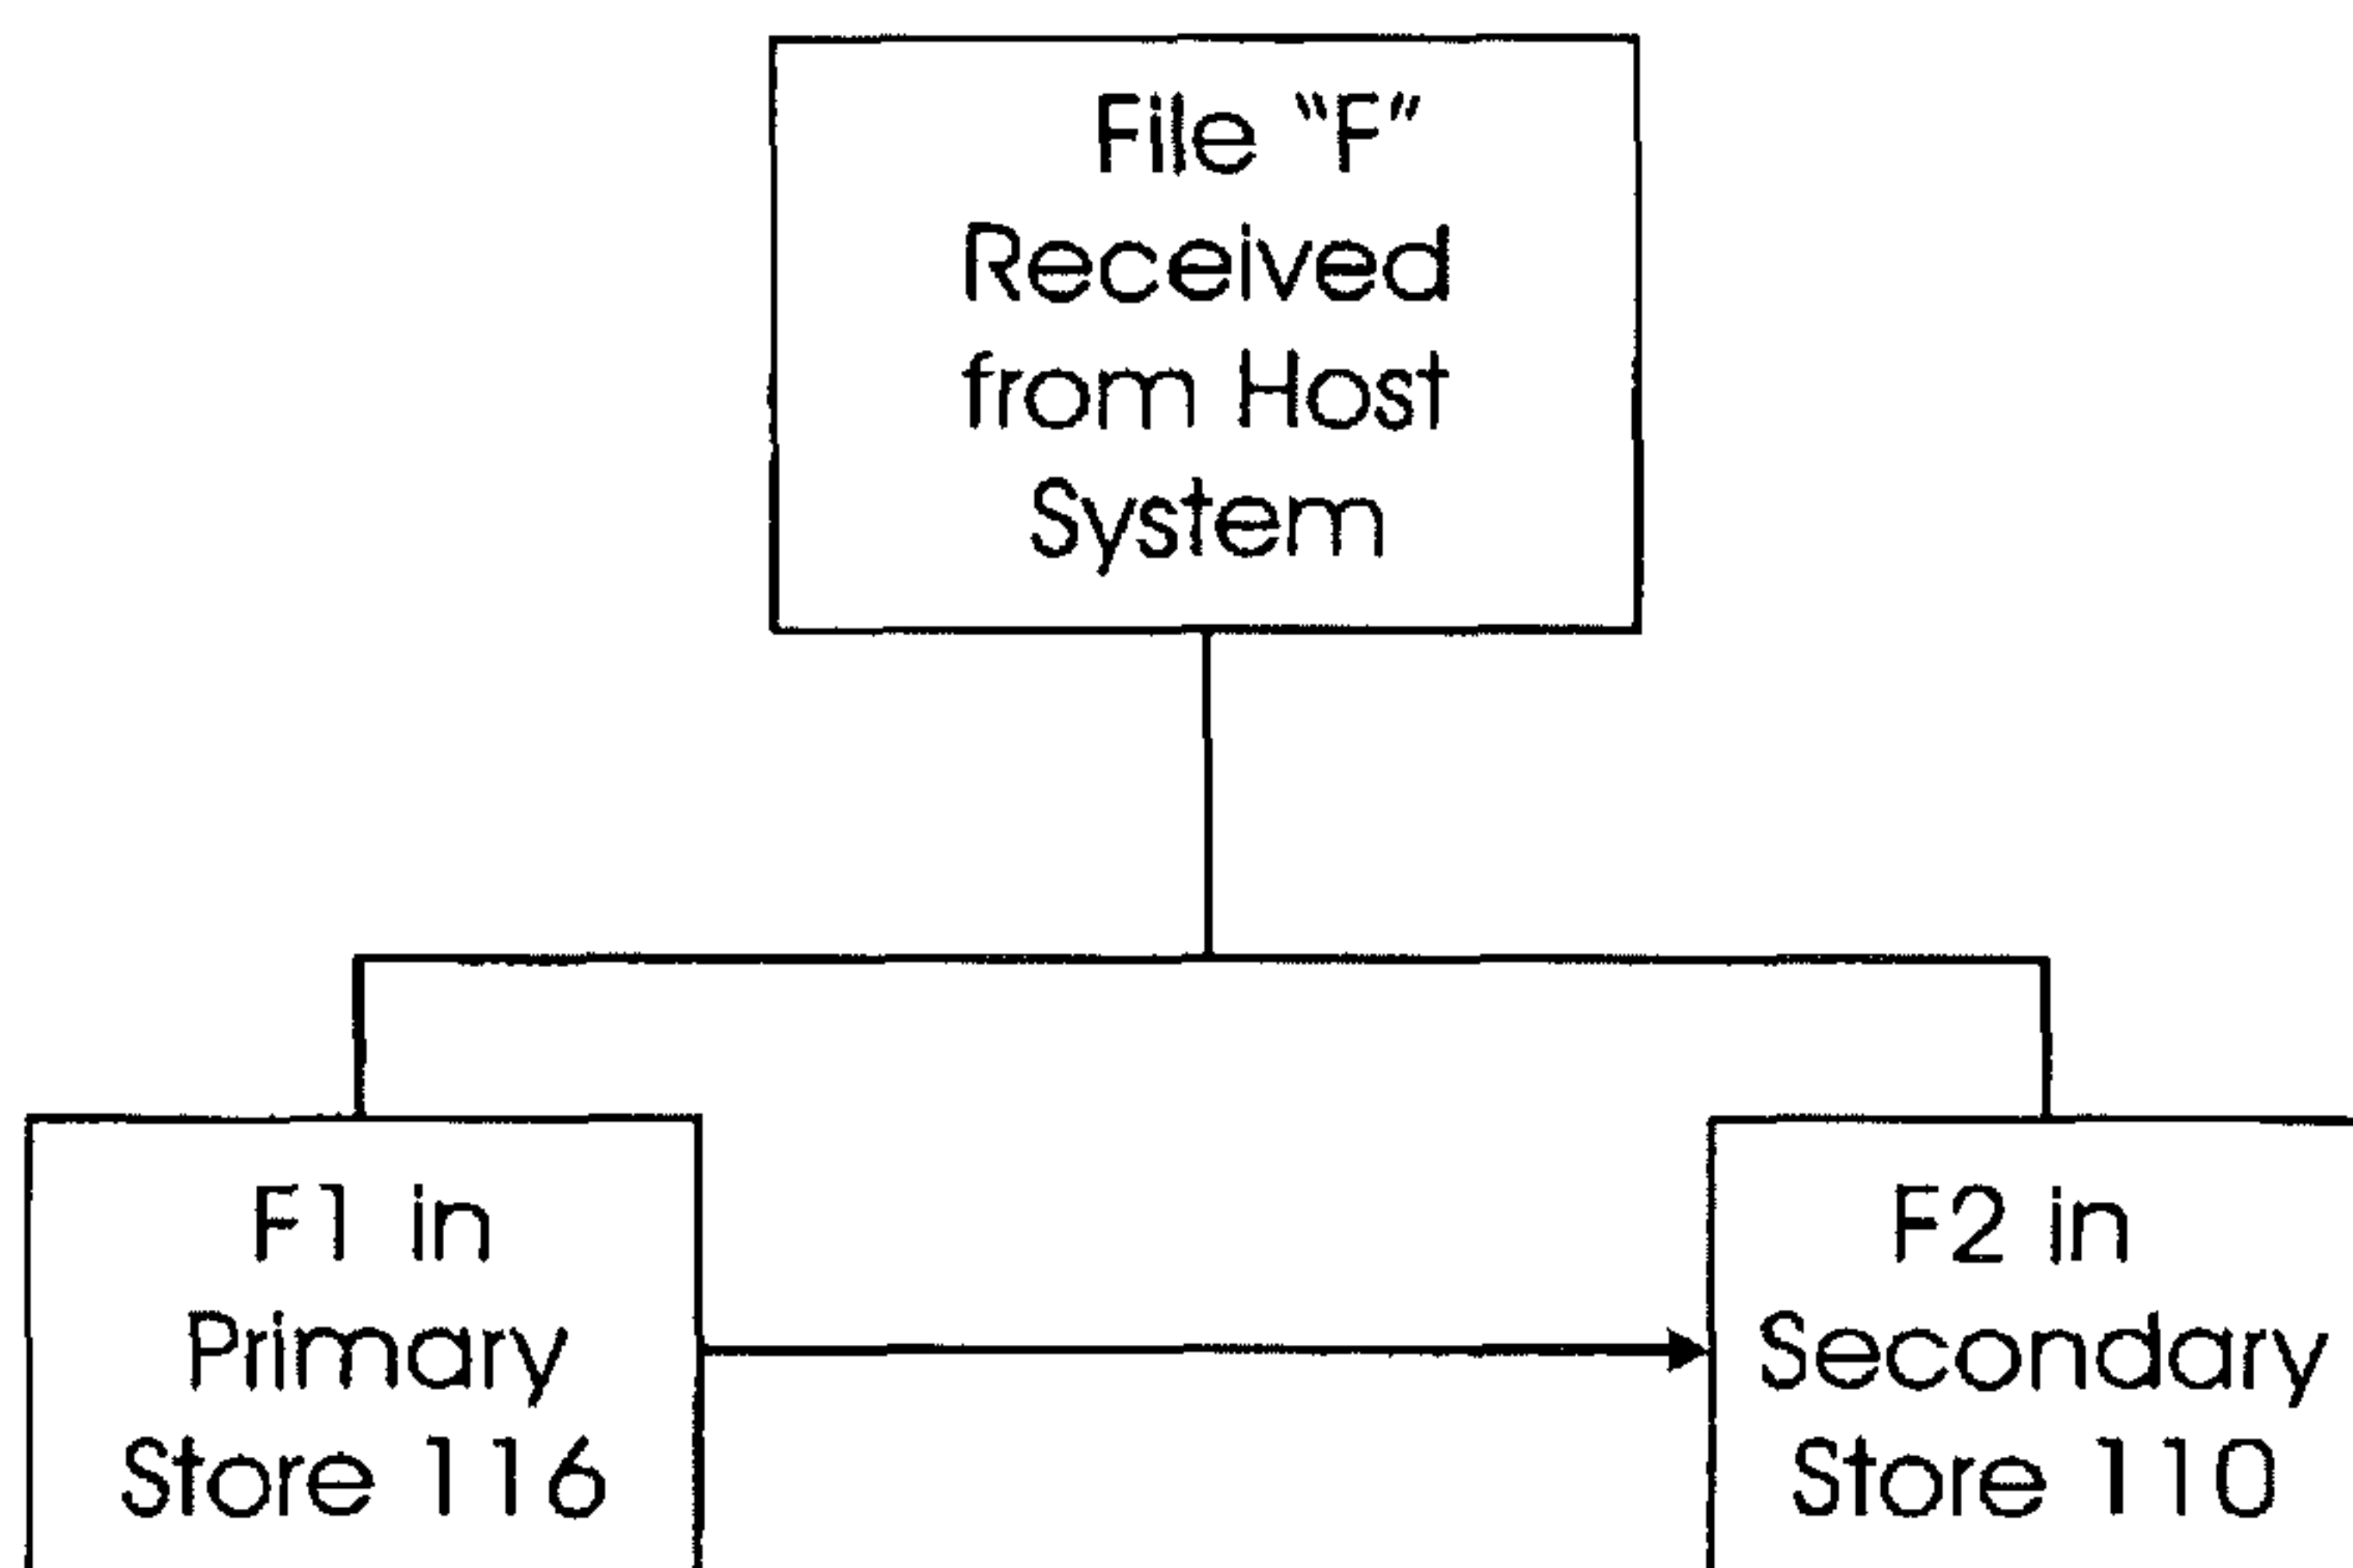 File “F”
Received
from Host
System
F1 in
Primary
Store 116
F2 in
Secondary
Store 110